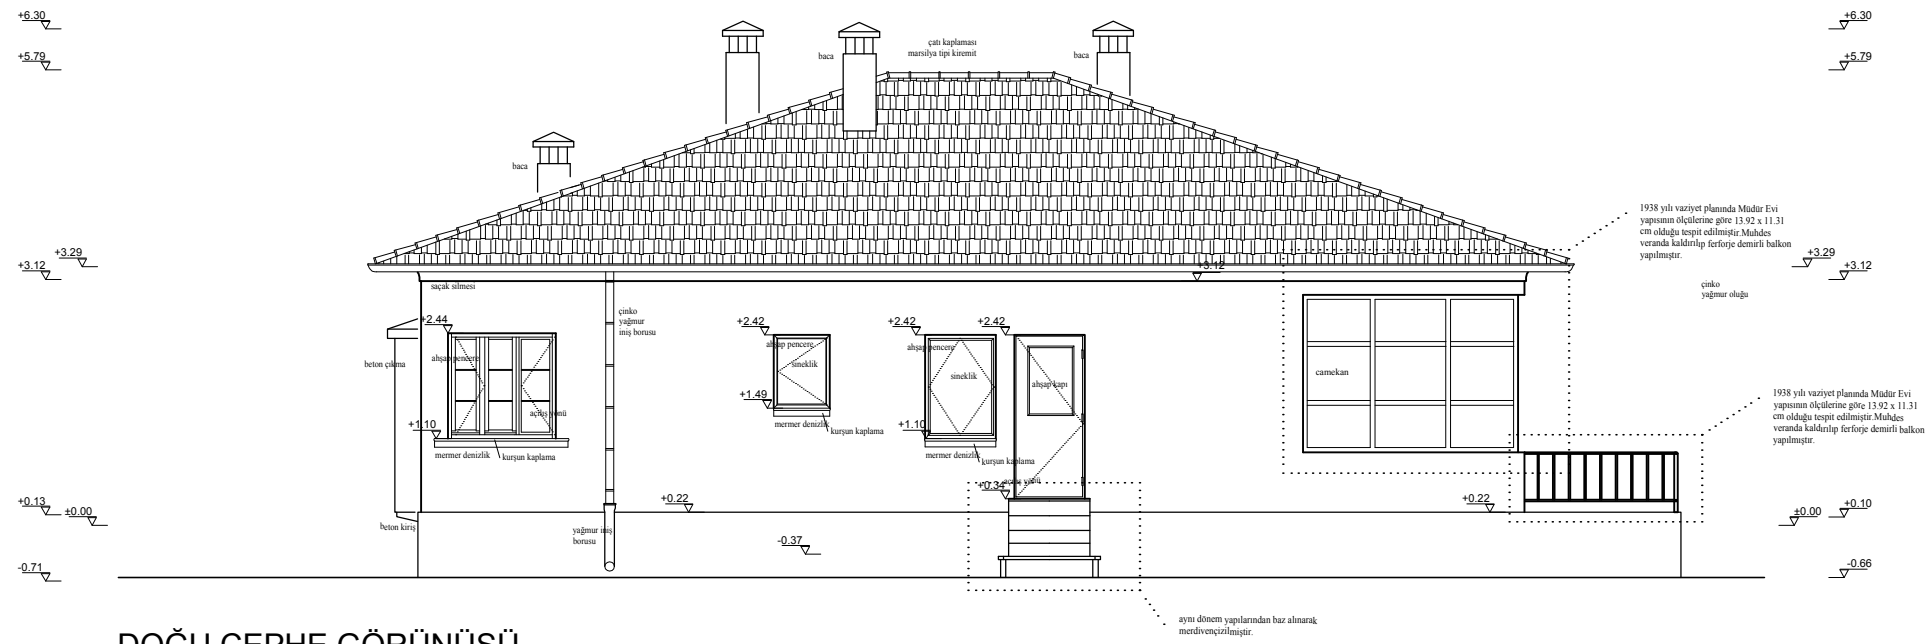 +6.30
+6.30
+5.79
+5.79
baca
çatı kaplaması
marsilya tipi kiremit
baca
baca
1938 yılı vaziyet planında Müdür Evi
yapısının ölçülerine göre 13.92 x 11.31
cm olduğu tespit edilmiştir.Muhdes
veranda kaldırılıp ferforje demirli balkon
yapılmıştır.
+3.29
+3.12
+3.12
+3.29
+3.12
saçak silmesi
çinko
yağmur oluğu
çinko
yağmur
iniş borusu
+2.44
+2.42
+2.42
+2.42
ahşap pencere
ahşap pencere
ahşap pencere
beton çıkma
sineklik
sineklik
ahşap kapı
camekan
+1.49
açılış yönü
mermer denizlik
kurşun kaplama
+1.10
+1.10
mermer denizlik
kurşun kaplama
mermer denizlik
kurşun kaplama
1938 yılı vaziyet planında Müdür Evi
yapısının ölçülerine göre 13.92 x 11.31
cm olduğu tespit edilmiştir.Muhdes
veranda kaldırılıp ferforje demirli balkon
yapılmıştır.
açılış yönü
+0.34
+0.13
±0.00
+0.22
+0.22
±0.00
+0.10
beton kiriş
yağmur iniş
borusu
-0.37
-0.71
-0.66
aynı dönem yapılarından baz alınarak
merdivençizilmiştir.
DOĞU CEPHE GÖRÜNÜŞÜ